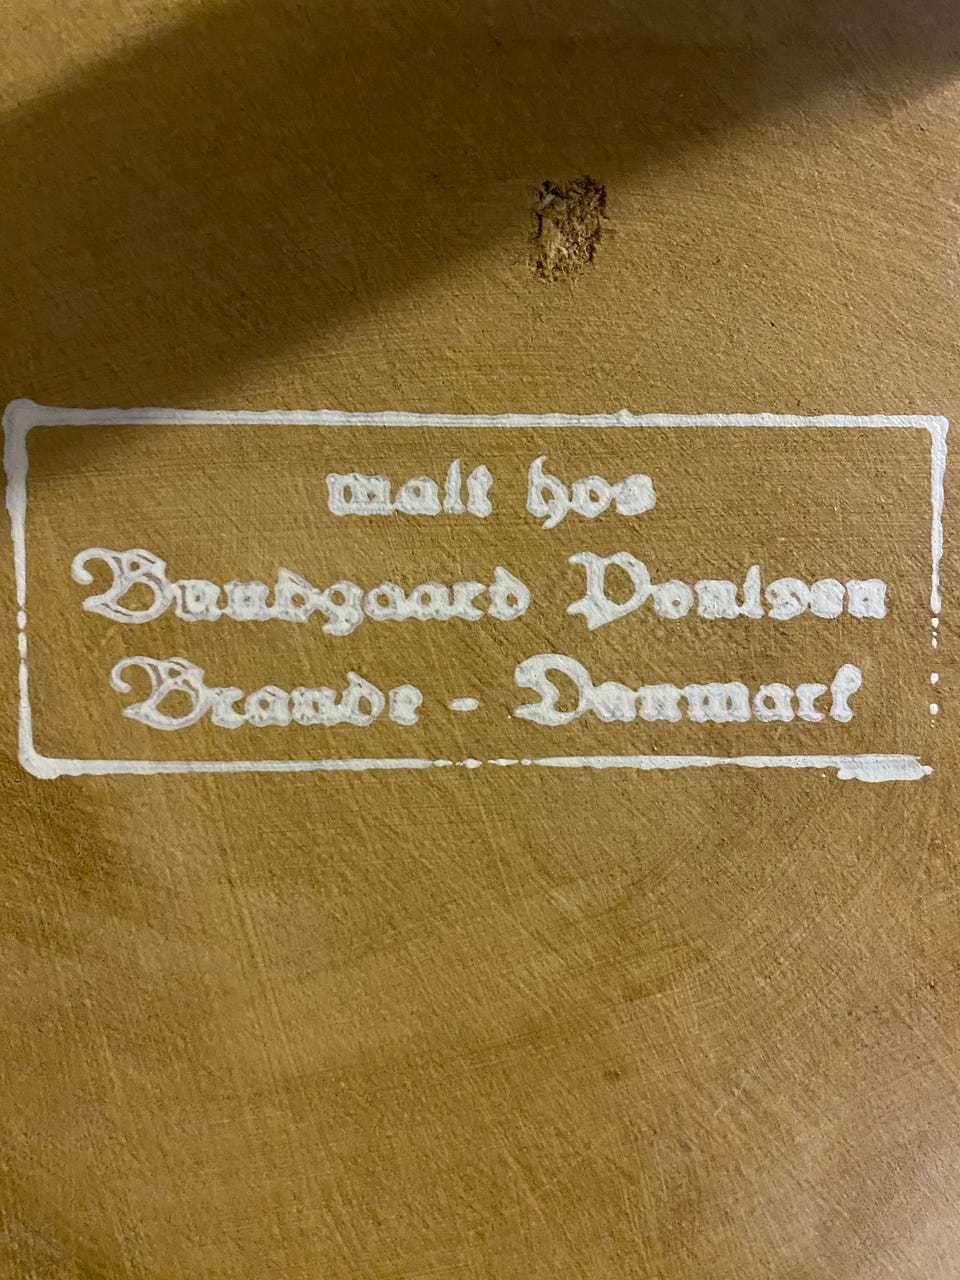 malt hos
Bundgaard Poulsen
Brande - Danmark